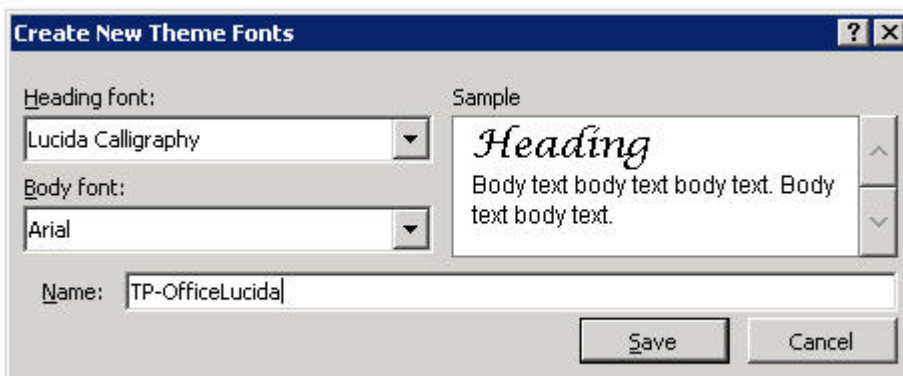 Create New Theme Fonts
?
Heading font:
Lucida Calligraphy
Body font:
Arial
Sample
Heading
Body text body text body text. Body
text body text.
Name:
TP-OfficeLucida
Save
Cancel